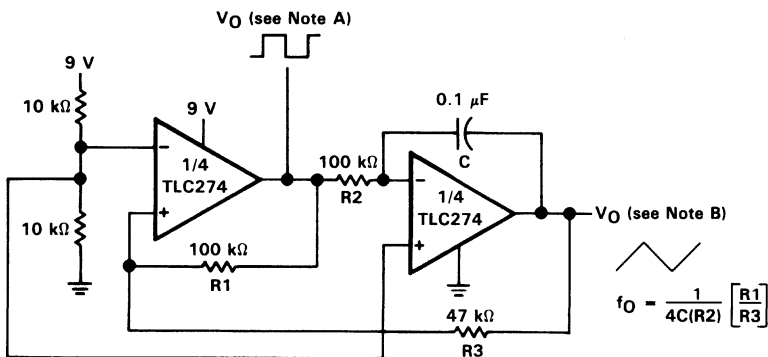 VO (see Note A)
9 V
10 kΩ
9 V
0.1 μF
C
−
1/4
TLC274
+
100 kΩ
R2
−
1/4
TLC274
+
VO (see Note B)
10 kΩ
100 kΩ
R1
47 kΩ
R3
fO = 1/4C(R2) [R1/R3]